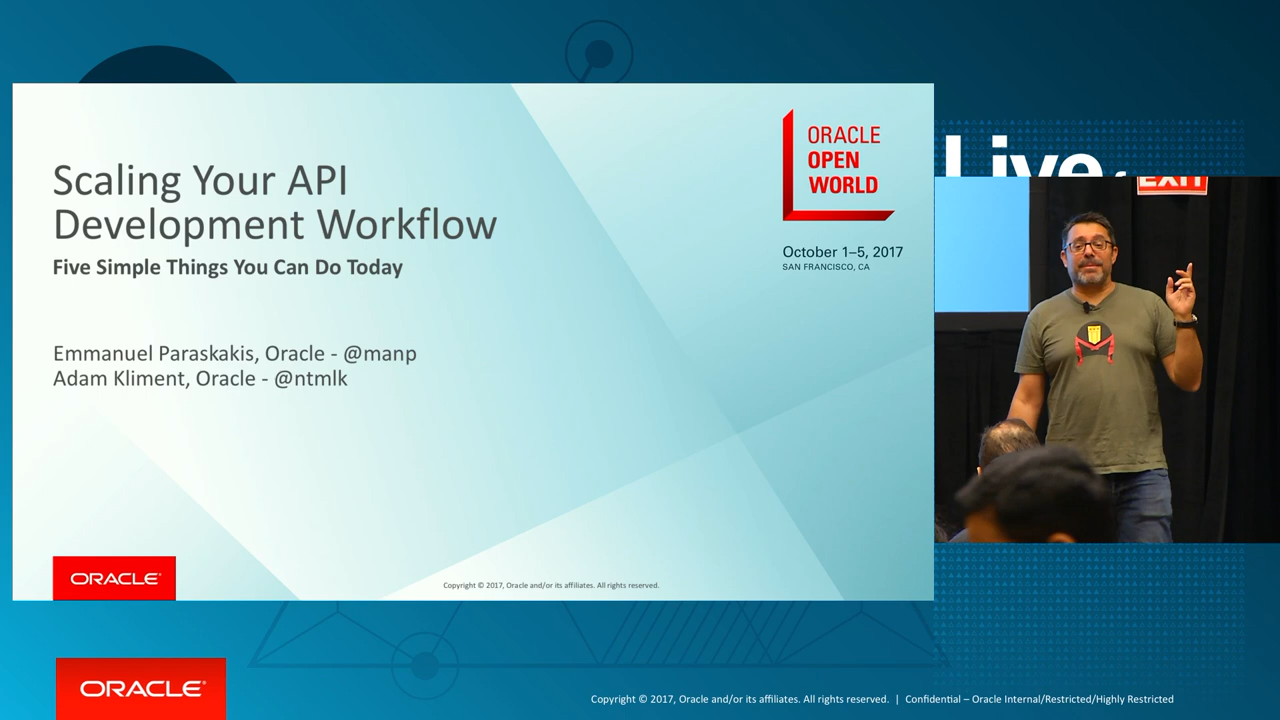 Scaling Your API
Development Workflow
Five Simple Things You Can Do Today
Emmanuel Paraskakis, Oracle - @manp
Adam Kliment, Oracle - @ntmlk
ORACLE
OPEN
WORLD
October 1–5, 2017
SAN FRANCISCO, CA
Live
EXIT
ORACLE®
Copyright © 2017, Oracle and/or its affiliates. All rights reserved.
ORACLE®
Copyright © 2017, Oracle and/or its affiliates. All rights reserved. | Confidential – Oracle Internal/Restricted/Highly Restricted